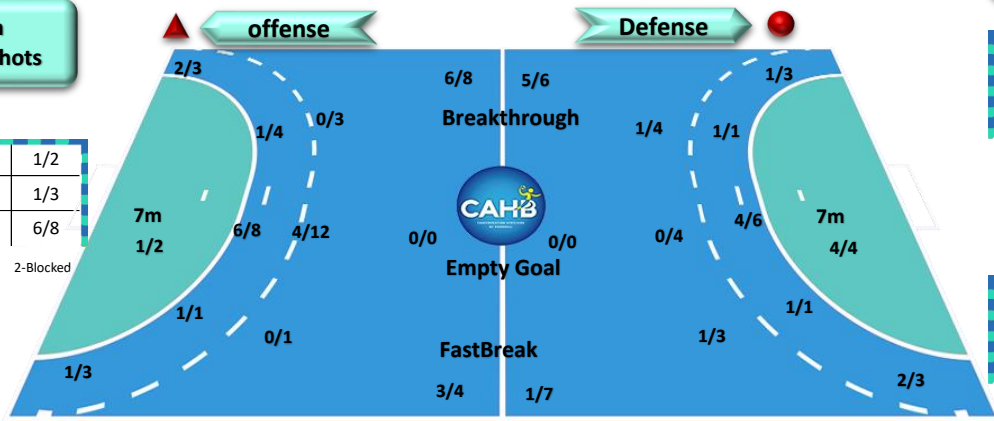 offense
Defense
hots
2/3
6/8 5/6
1/3
Breakthrough
1/4
0/3
1/4
1/1
1/2
1/3
6/8
2-Blocked
7m
1/2
6/8
4/12
0/0
CAHB
0/0
0/4
4/6
7m
4/4
Empty Goal
1/1
0/1
1/1
1/3
FastBreak
1/3
3/4
1/7
2/3